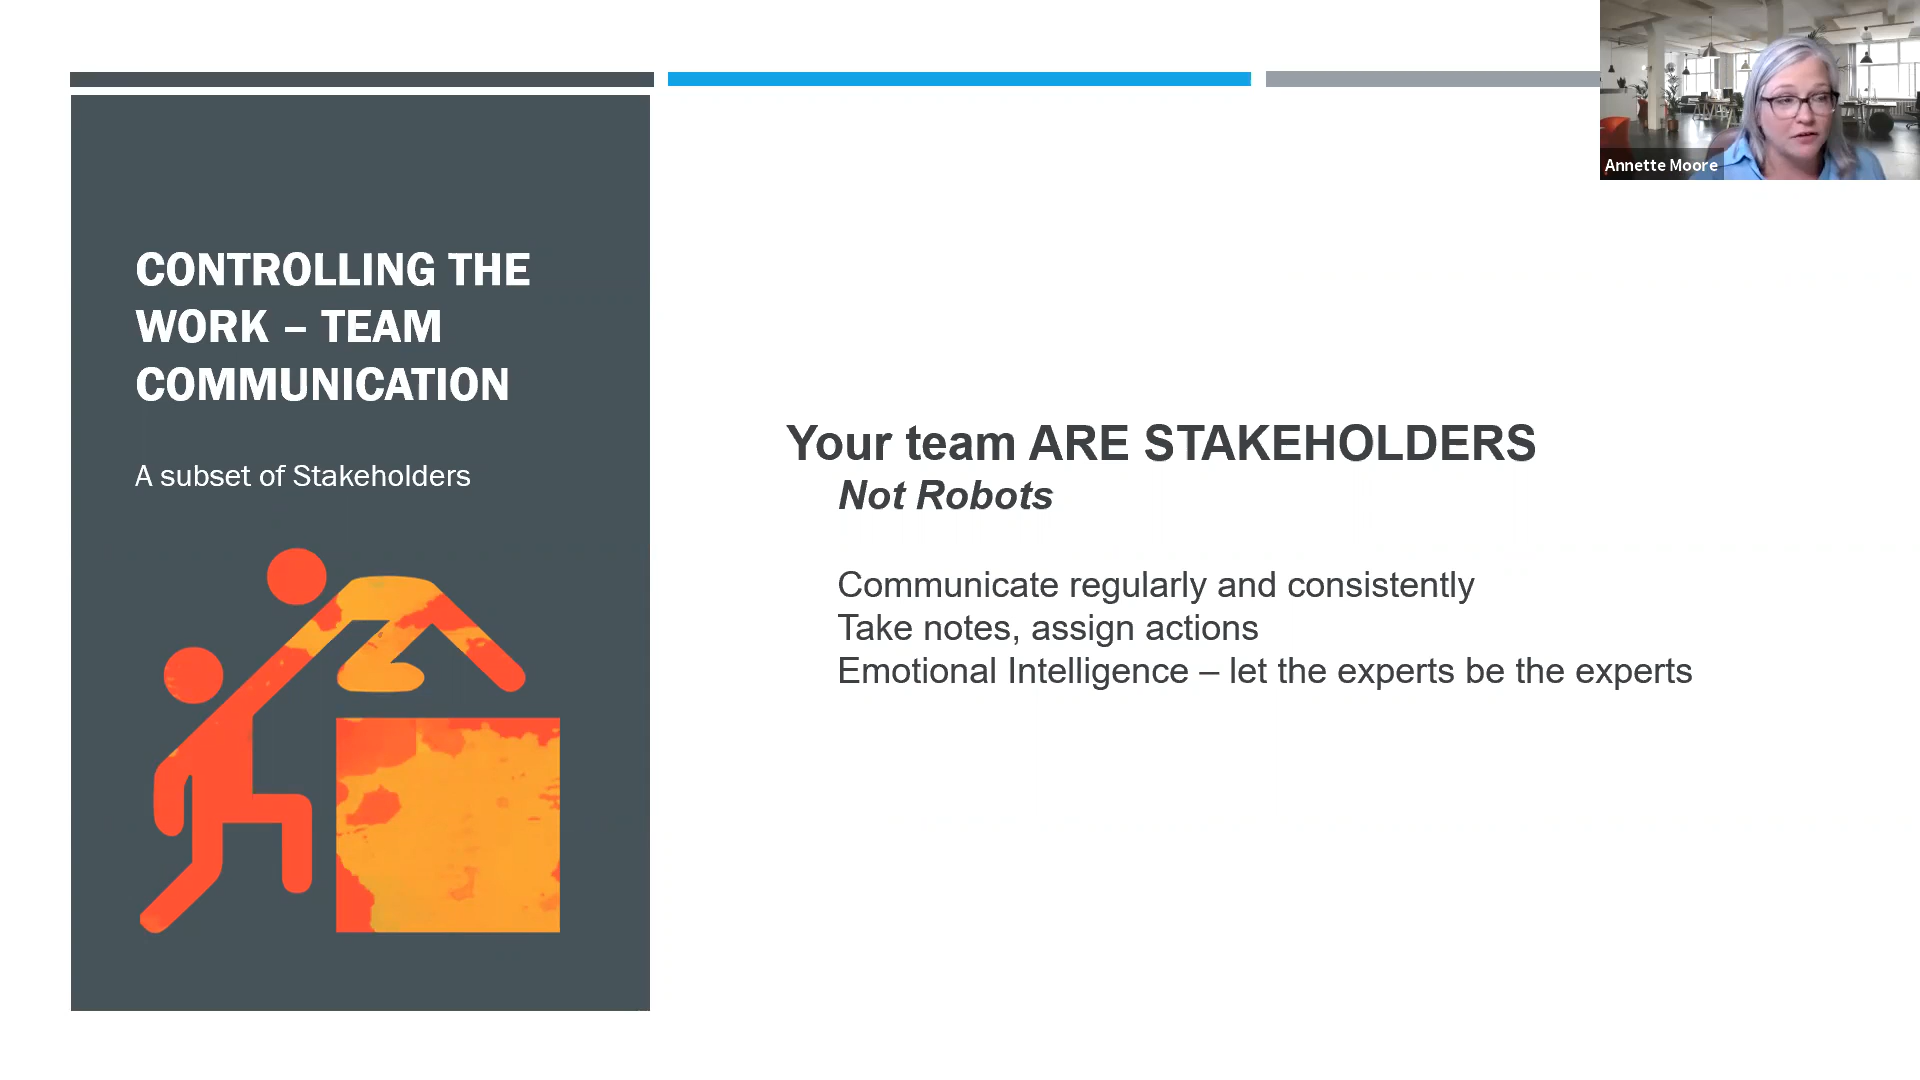 CONTROLLING THE
WORK – TEAM
COMMUNICATION
A subset of Stakeholders
Your team ARE STAKEHOLDERS
Not Robots
Communicate regularly and consistently
Take notes, assign actions
Emotional Intelligence – let the experts be the experts
Annette Moore